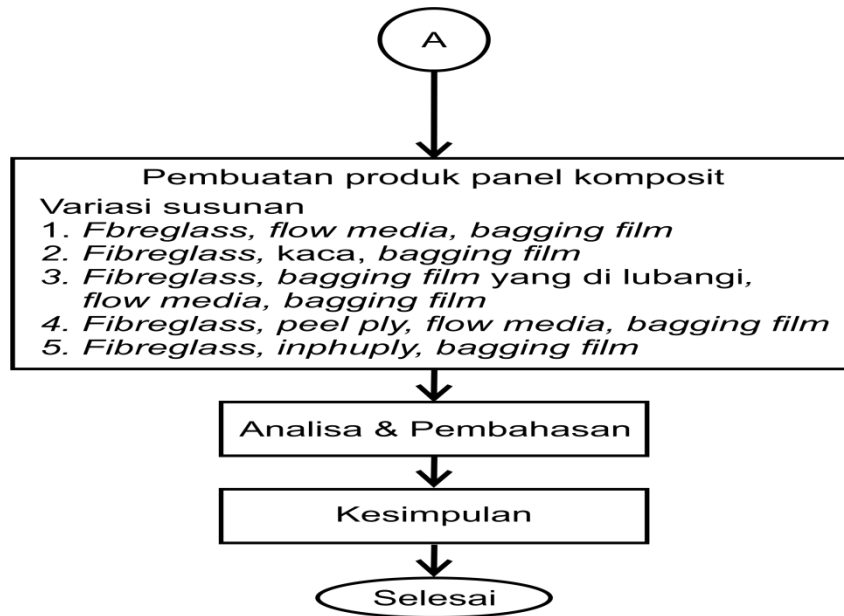 A
Pembuatan produk panel komposit
Variasi susunan
1. Fbreglass, flow media, bagging film
2. Fibreglass, kaca, bagging film
3. Fibreglass, bagging film yang di lubangi,
flow media, bagging film
4. Fibreglass, peel ply, flow media, bagging film
5. Fibreglass, inphuply, bagging film
Analisa & Pembahasan
Kesimpulan
Selesai